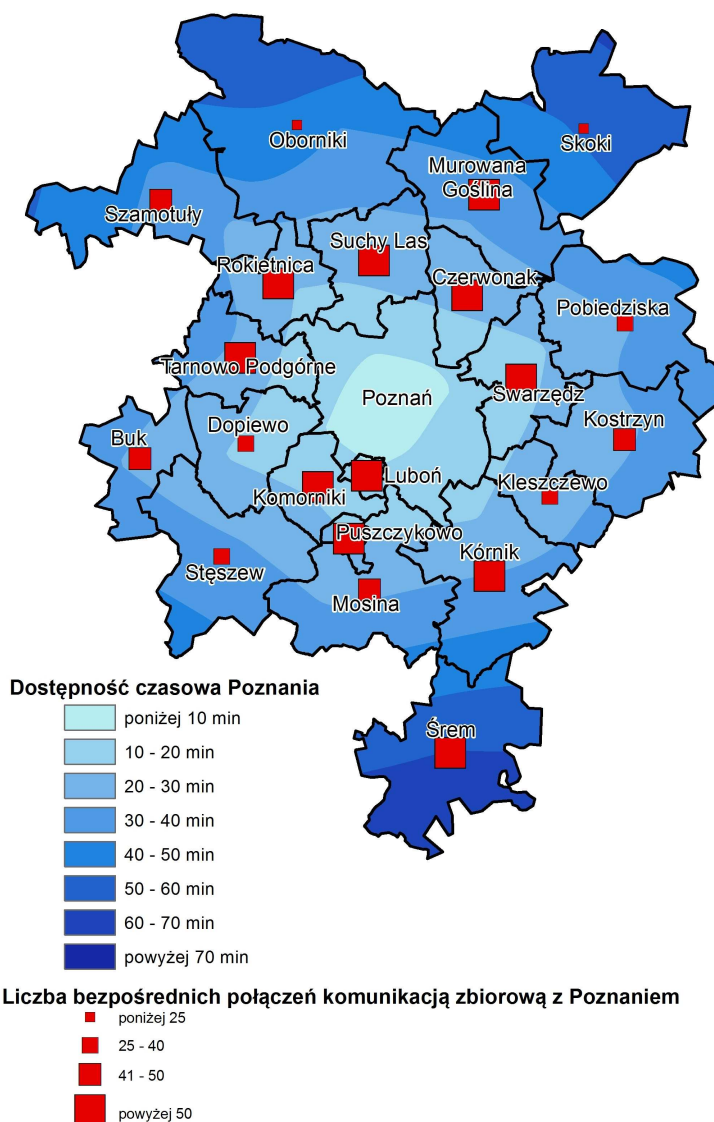 Oborniki
Skoki
Murowana
Goślina
Szamotuły
Suchy Las
Rokietnica
Czerwonak
Pobiedziska
Tarnowo Podgórne
Swarzędz
Poznań
Kostrzyn
Buk
Dopiewo
Luboń
Komorniki
Kleszczewo
Puszczykowo
Kórnik
Stęszew
Mosina
Śrem
Dostępność czasowa Poznania
poniżej 10 min
10 - 20 min
20 - 30 min
30 - 40 min
40 - 50 min
50 - 60 min
60 - 70 min
powyżej 70 min
Liczba bezpośrednich połączeń komunikacją zbiorową z Poznaniem
poniżej 25
25 - 40
41 - 50
powyżej 50